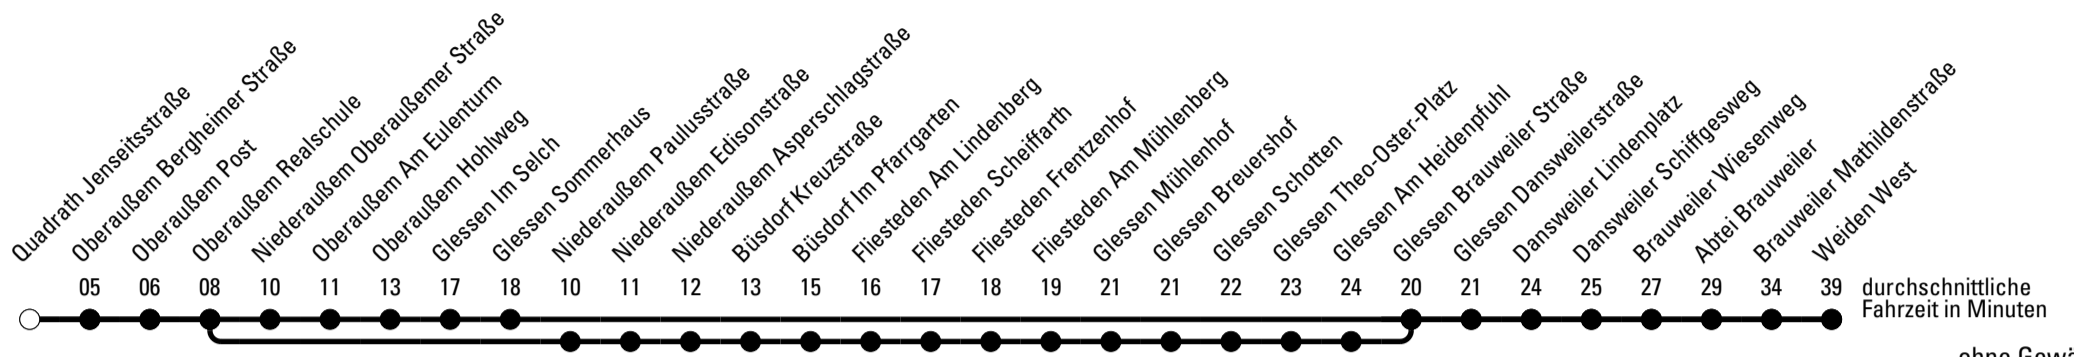 Quadrath Jenseitsstraße
Oberaußem Bergheimer Straße
Oberaußem Post
Oberaußem Realschule
Niederaußem Oberaußemer Straße
Oberaußem Am Eulenturm
Oberaußem Hohlweg
Glessen Im Selch
Glessen Sommerhaus
Niederaußem Paulusstraße
Niederaußem Edisonstraße
Niederaußem Asperschlagstraße
Büsdorf Kreuzstraße
Büsdorf Im Pfarrgarten
Fliesteden Am Lindenberg
Fliesteden Scheiffarth
Fliesteden Frentzenhof
Fliesteden Am Mühlenberg
Glessen Mühlenhof
Glessen Breuershof
Glessen Schotten
Glessen Theo-Oster-Platz
Glessen Am Heidenpfuhl
Glessen Brauweiler Straße
Glessen Dansweilerstraße
Dansweiler Lindenplatz
Dansweiler Schiffgesweg
Brauweiler Wiesenweg
Abtei Brauweiler
Brauweiler Mathildenstraße
Weiden West
05 06 08 10 11 13 17 18 10 11 12 13 15 16 17 18 19 21 21 22 23 24 20 21 24 25 27 29 34 39 durchschnittliche
Fahrzeit in Minuten
ohne